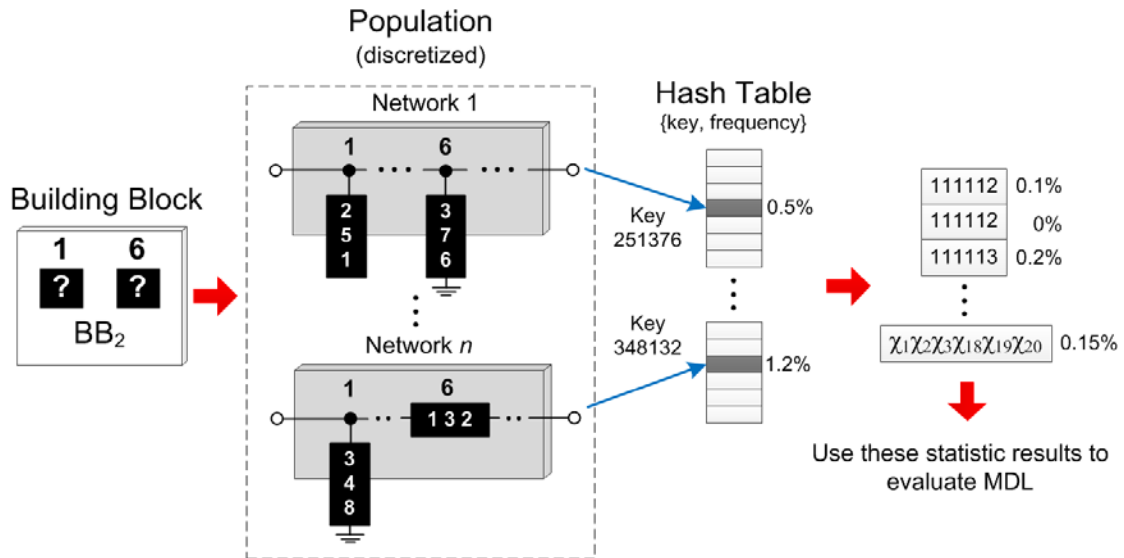 Building Block
1 6
? ?
BB2
Population
(discretized)
Network 1
1 6
2
5
1
3
7
6
Network n
1 6
1 3 2
3
4
8
Hash Table
{key, frequency}
Key
251376
0.5%
Key
348132
1.2%
111112 0.1%
111112 0%
111113 0.2%
χ1χ2χ3χ18χ19χ20 0.15%
Use these statistic results to
evaluate MDL